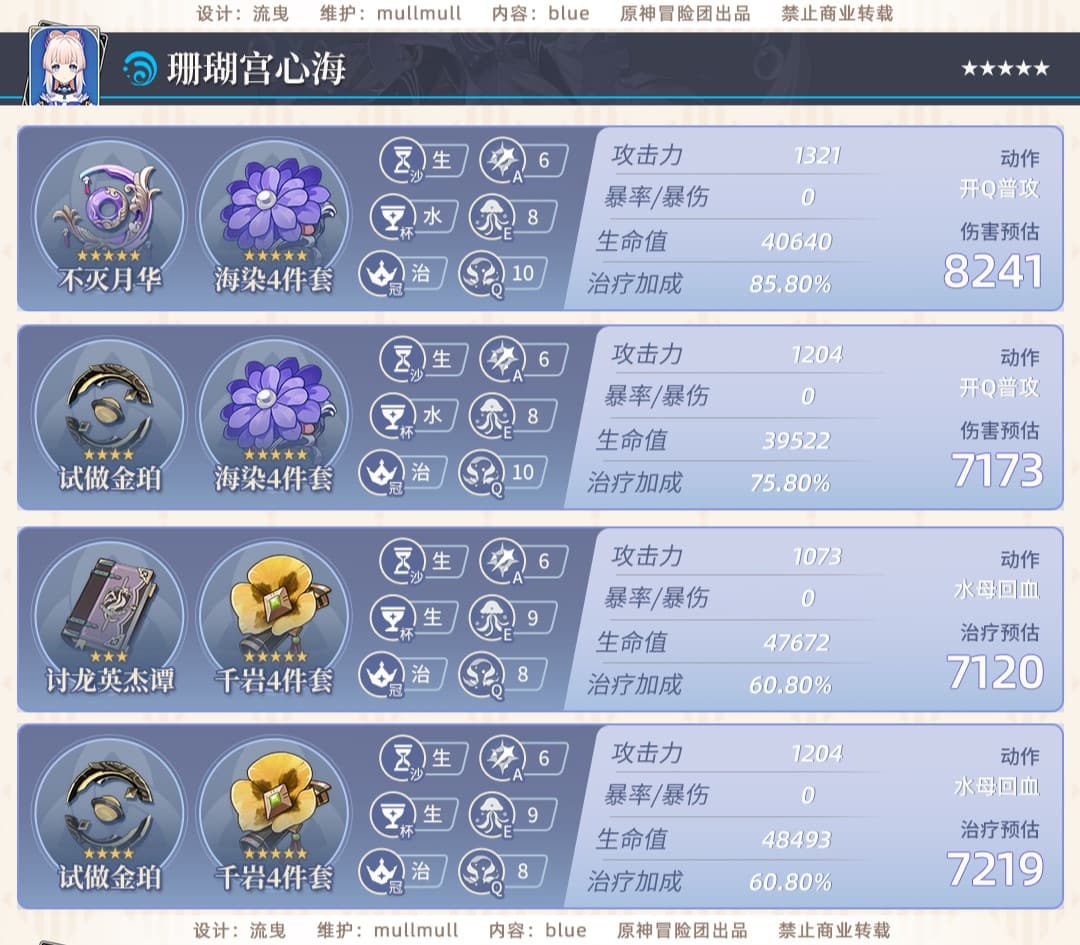 设计：流曳 维护：mullmull 内容：blue 原神冒险团出品 禁止商业转载
珊瑚宫心海 ★★★★★
不灭月华
海染4件套
沙 生 A 6
杯 水 E 8
冠 治 Q 10
攻击力 1321
暴率/暴伤 0
生命值 40640
治疗加成 85.80%
动作
开Q普攻
伤害预估
8241
试做金珀
海染4件套
沙 生 A 6
杯 水 E 8
冠 治 Q 10
攻击力 1204
暴率/暴伤 0
生命值 39522
治疗加成 75.80%
动作
开Q普攻
伤害预估
7173
讨龙英杰谭
千岩4件套
沙 生 A 6
杯 生 E 9
冠 治 Q 8
攻击力 1073
暴率/暴伤 0
生命值 47672
治疗加成 60.80%
动作
水母回血
治疗预估
7120
试做金珀
千岩4件套
沙 生 A 6
杯 生 E 9
冠 治 Q 8
攻击力 1204
暴率/暴伤 0
生命值 48493
治疗加成 60.80%
动作
水母回血
治疗预估
7219
设计：流曳 维护：mullmull 内容：blue 原神冒险团出品 禁止商业转载